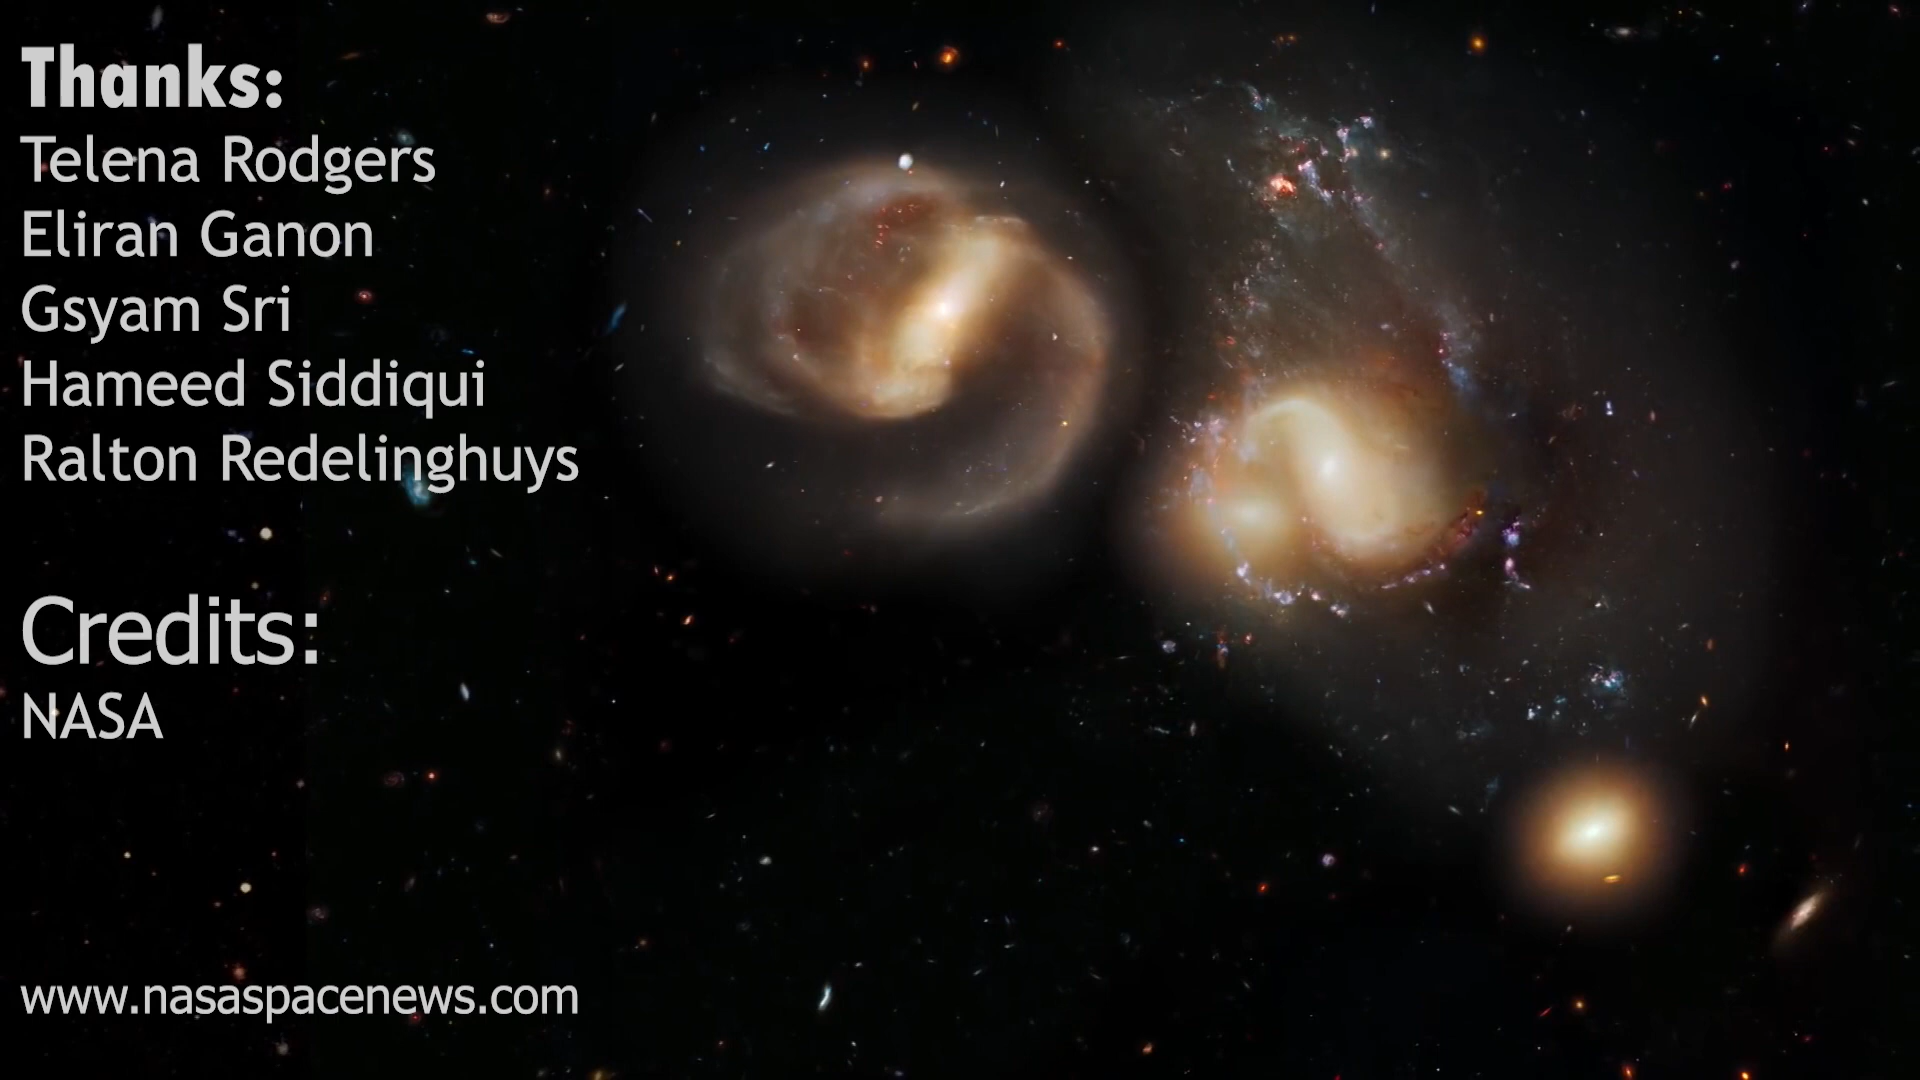 Thanks:
Telena Rodgers
Eliran Ganon
Gsyam Sri
Hameed Siddiqui
Ralton Redelinghuys
Credits:
NASA
www.nasaspacenews.com